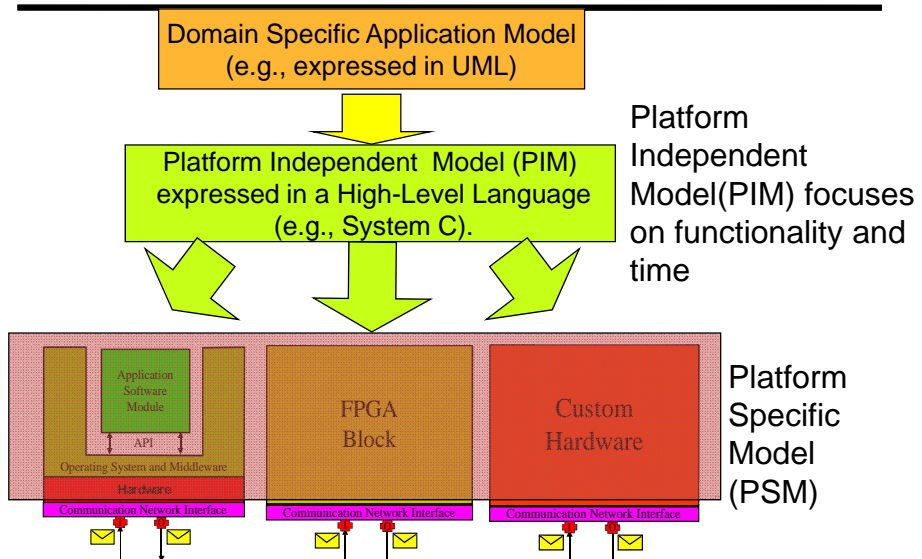 Domain Specific Application Model
(e.g., expressed in UML)
Platform Independent  Model (PIM)
expressed in a High-Level Language
(e.g., System C).
Platform
Independent
Model(PIM) focuses
on functionality and
time
Application
Software
Module
API
Operating System and Middleware
Hardware
Communication Network Interface
I
O
FPGA
Block
Communication Network Interface
I
O
Custom
Hardware
Communication Network Interface
I
O
Platform
Specific
Model
(PSM)